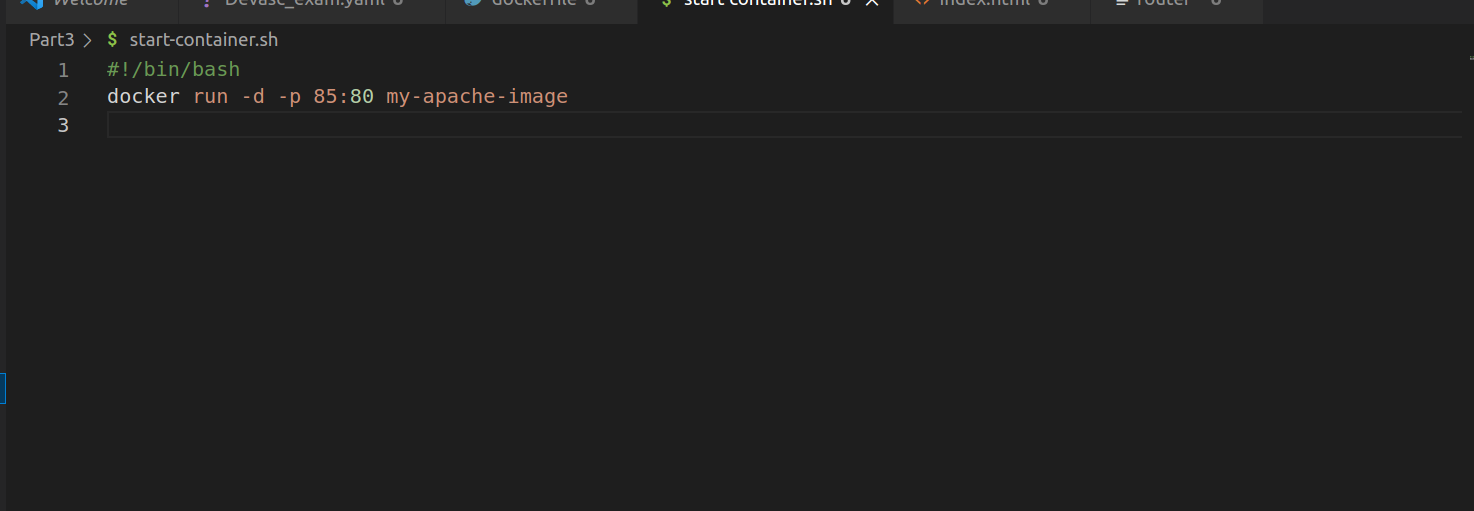 Welcome Devasc_exam.yaml U dockerfile U $ start-container.sh U × <> index.html U router U
Part3 > $ start-container.sh
1 #!/bin/bash
2 docker run -d -p 85:80 my-apache-image
3